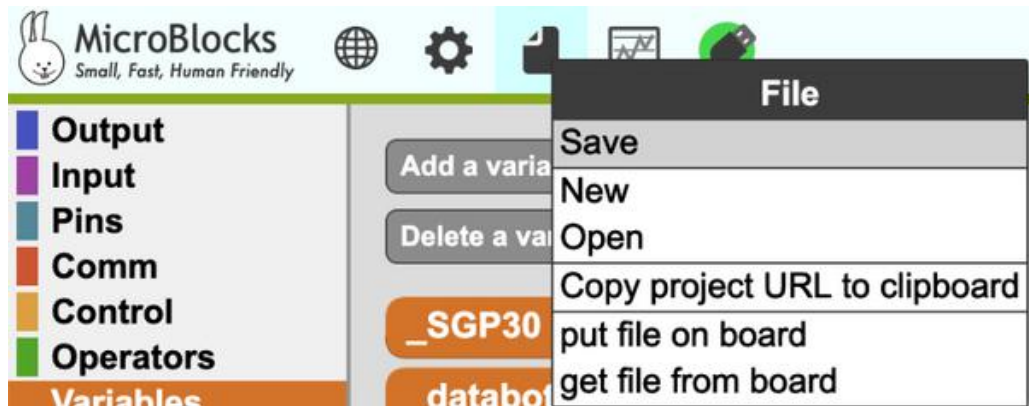 MicroBlocks
Small, Fast, Human Friendly
File
Save
New
Open
Copy project URL to clipboard
put file on board
get file from board
Output
Input
Pins
Comm
Control
Operators
Variables
Add a varia
Delete a va
_SGP30
databot